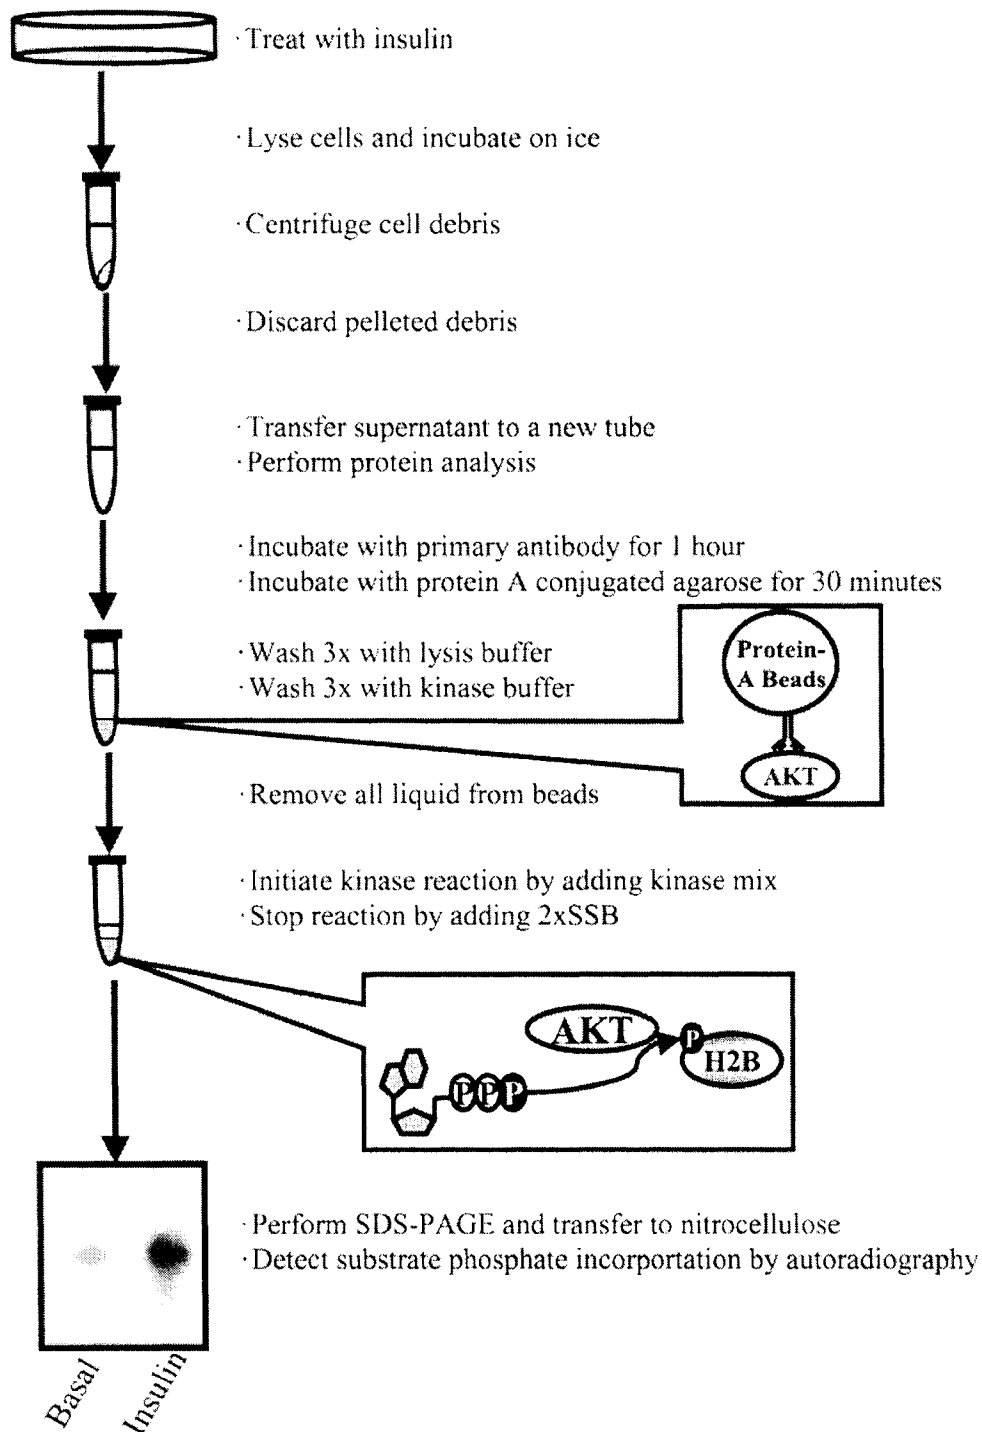 ·Treat with insulin
·Lyse cells and incubate on ice
·Centrifuge cell debris
·Discard pelleted debris
·Transfer supernatant to a new tube
·Perform protein analysis
·Incubate with primary antibody for 1 hour
·Incubate with protein A conjugated agarose for 30 minutes
·Wash 3x with lysis buffer
·Wash 3x with kinase buffer
Protein-
A Beads
AKT
·Remove all liquid from beads
·Initiate kinase reaction by adding kinase mix
·Stop reaction by adding 2xSSB
AKT
P
H2B
P P P
·Perform SDS-PAGE and transfer to nitrocellulose
·Detect substrate phosphate incorportation by autoradiography
Basal
Insulin